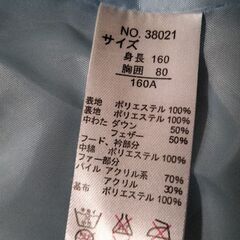 NO. 38021
サイズ
身長 160
胸囲 80
160A
表地 ポリエステル 100%
裏地 ポリエステル 100%
中わた ダウン 50%
フェザー 50%
フード、衿部分
中綿 ポリエステル 100%
ファー部分
パイル アクリル系 70%
アクリル 30%
基布 ポリエステル 100%